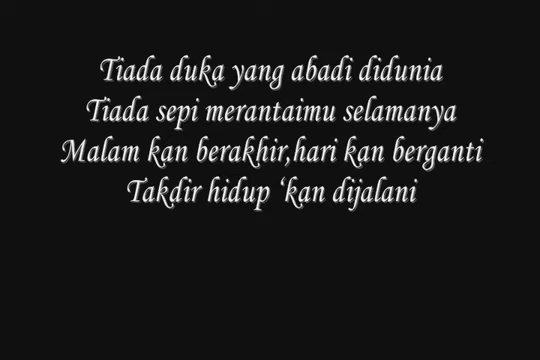 Tiada duka yang abadi didunia
Tiada sepi merantaimu selamanya
Malam kan berakhir,hari kan berganti
Takdir hidup ‘kan dijalani